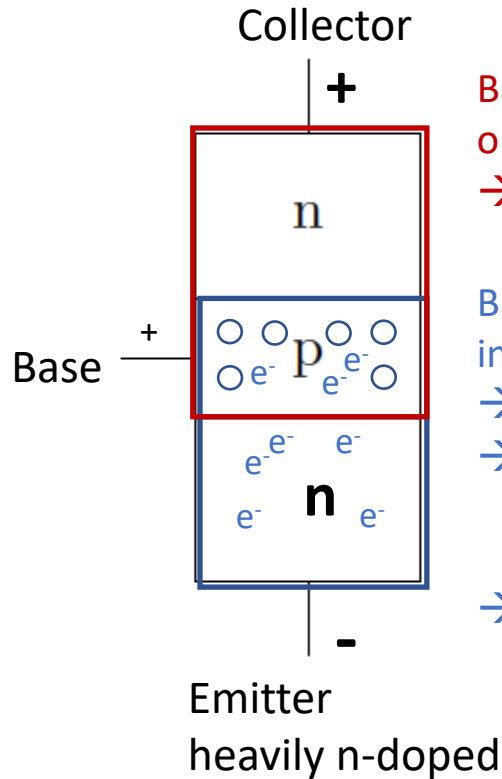 Collector
+
n
+
Base
p
e⁻
e⁻
e⁻
e⁻
e⁻
e⁻
e⁻
n
e⁻
-
Emitter
heavily n-doped
→
→
→
→